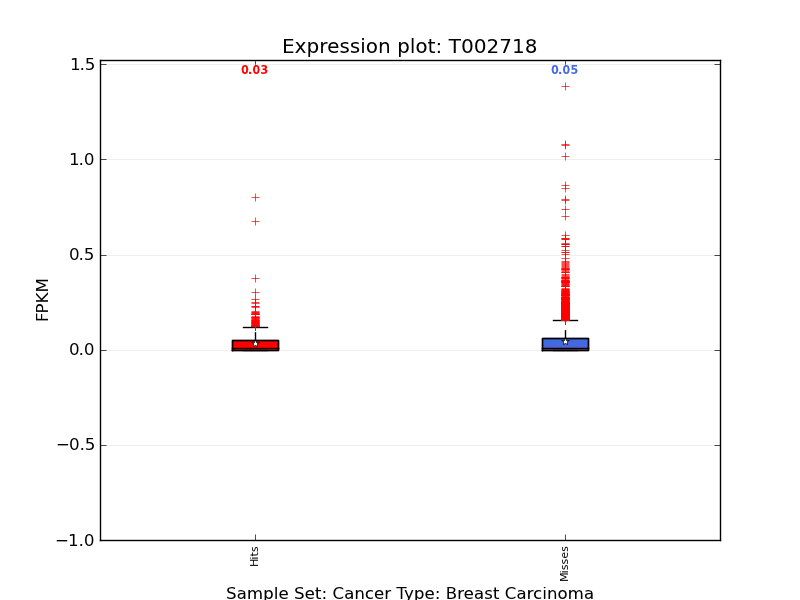 Expression plot: T002718
0.03 0.05
1.5
1.0
0.5
0.0
−0.5
−1.0
FPKM
Hits Misses
Sample Set: Cancer Type: Breast Carcinoma